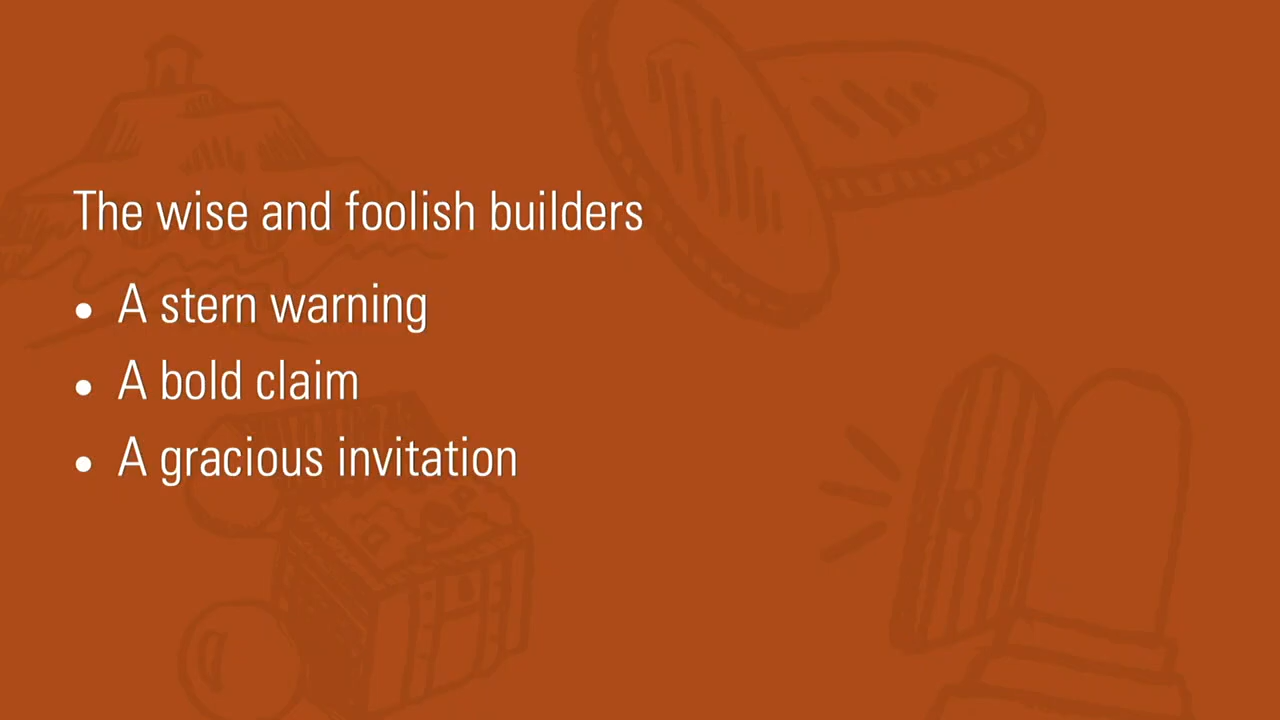 The wise and foolish builders
• A stern warning
• A bold claim
• A gracious invitation